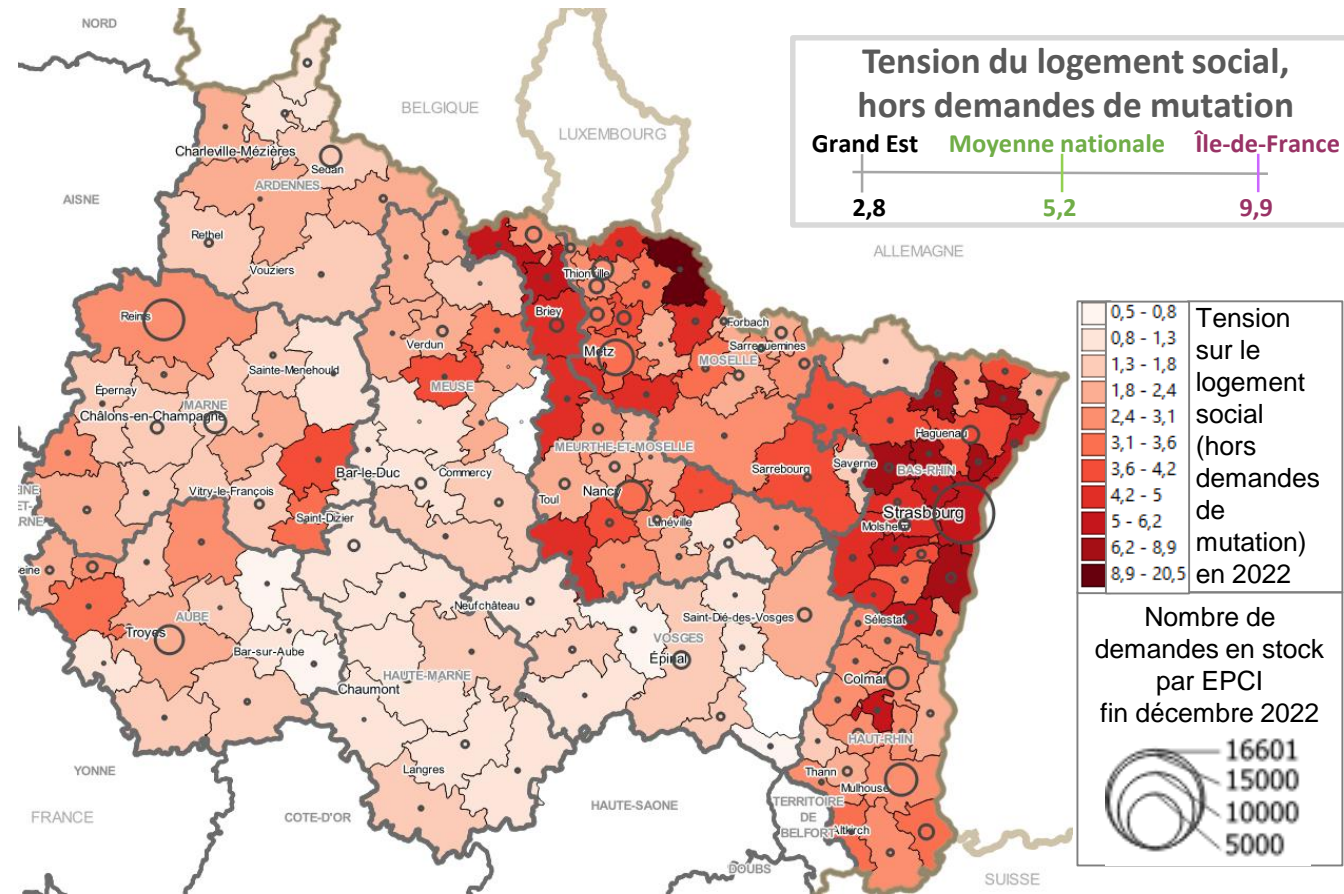 NORD
BELGIQUE
LUXEMBOURG
ALLEMAGNE
AISNE
Tension du logement social,
hors demandes de mutation
Grand Est Moyenne nationale Île-de-France
2,8 5,2 9,9
Charleville-Mézières
Sedan
ARDENNES
Rethel
Vouziers
Thionville
Briey
Reims
Forbach
Sarreguemines
Verdun
Metz
MOSELLE
Sainte-Menehould
MEUSE
Épernay
MARNE
Châlons-en-Champagne
Haguenau
MEURTHE-ET-MOSELLE
Bar-le-Duc
Commercy
Sarrebourg
Saverne
BAS-RHIN
Vitry-le-François
Toul
Nancy
Strasbourg
Saint-Dizier
Lunéville
Molsheim
Neufchâteau
Saint-Dié-des-Vosges
Sélestat
AUBE
Troyes
VOSGES
Bar-sur-Aube
Épinal
HAUTE-MARNE
Colmar
Chaumont
HAUT-RHIN
YONNE
Langres
Thann
Mulhouse
FRANCE
COTE-D'OR
HAUTE-SAONE
TERRITOIRE
DE
BELFORT
Altkirch
DOUBS
SUISSE
0,5 - 0,8
0,8 - 1,3
1,3 - 1,8
1,8 - 2,4
2,4 - 3,1
3,1 - 3,6
3,6 - 4,2
4,2 - 5
5 - 6,2
6,2 - 8,9
8,9 - 20,5
Tension
sur le
logement
social
(hors
demandes
de
mutation)
en 2022
Nombre de
demandes en stock
par EPCI
fin décembre 2022
16601
15000
10000
5000